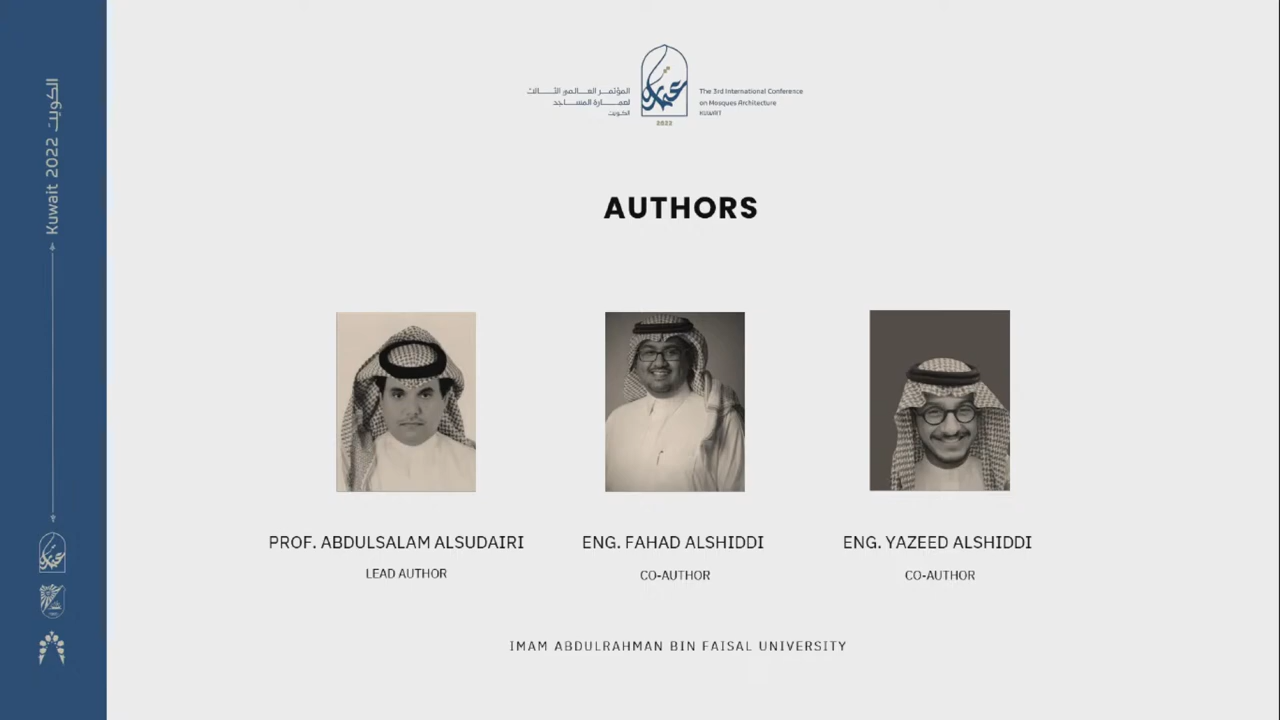 الكويت Kuwait 2022
المؤتمر العالمي الثالث
لعمارة المساجد
الكويت
The 3rd International Conference
on Mosques Architecture
KUWAIT
2022
AUTHORS
PROF. ABDULSALAM ALSUDAIRI
LEAD AUTHOR
ENG. FAHAD ALSHIDDI
CO-AUTHOR
ENG. YAZEED ALSHIDDI
CO-AUTHOR
IMAM ABDULRAHMAN BIN FAISAL UNIVERSITY